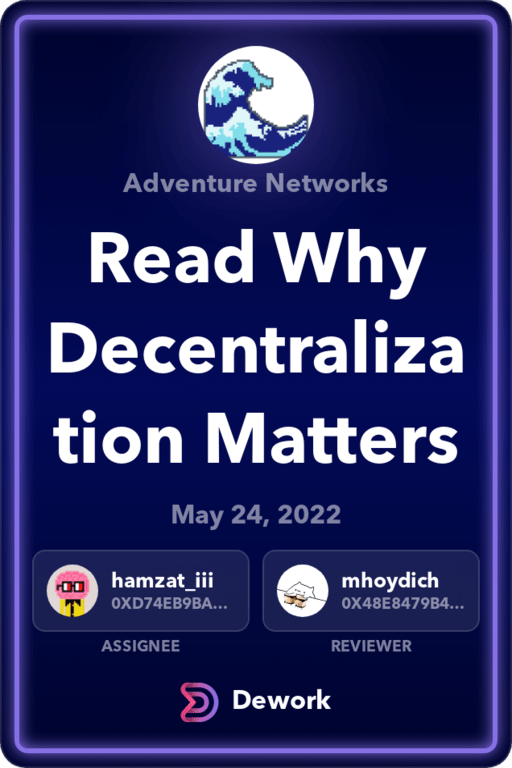 Adventure Networks
Read Why
Decentraliza
tion Matters
May 24, 2022
hamzat_iii
0XD74EB9BA...
ASSIGNEE
mhoydich
0X48E8479B4...
REVIEWER
Dework